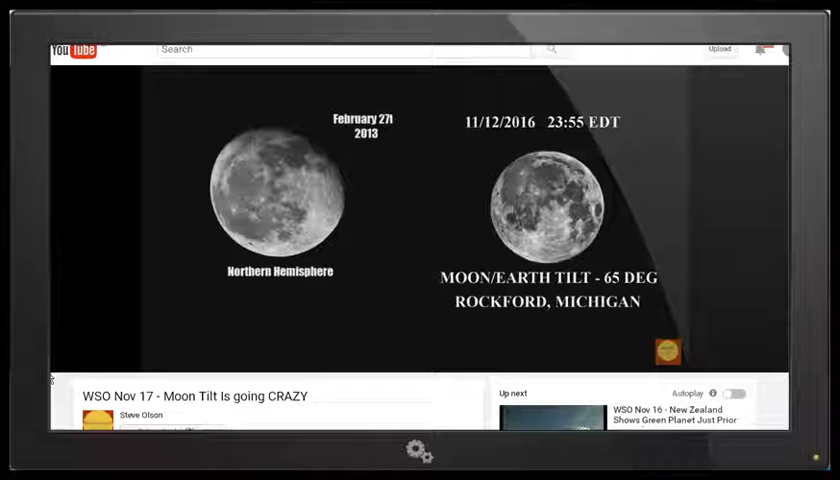 YouTube
Search
Upload
February 27t
2013
11/12/2016 23:55 EDT
Northern Hemisphere
MOON/EARTH TILT - 65 DEG
ROCKFORD, MICHIGAN
WSO Nov 17 - Moon Tilt Is going CRAZY
Steve Olson
Up next
Autoplay
WSO Nov 16 - New Zealand
Shows Green Planet Just Prior